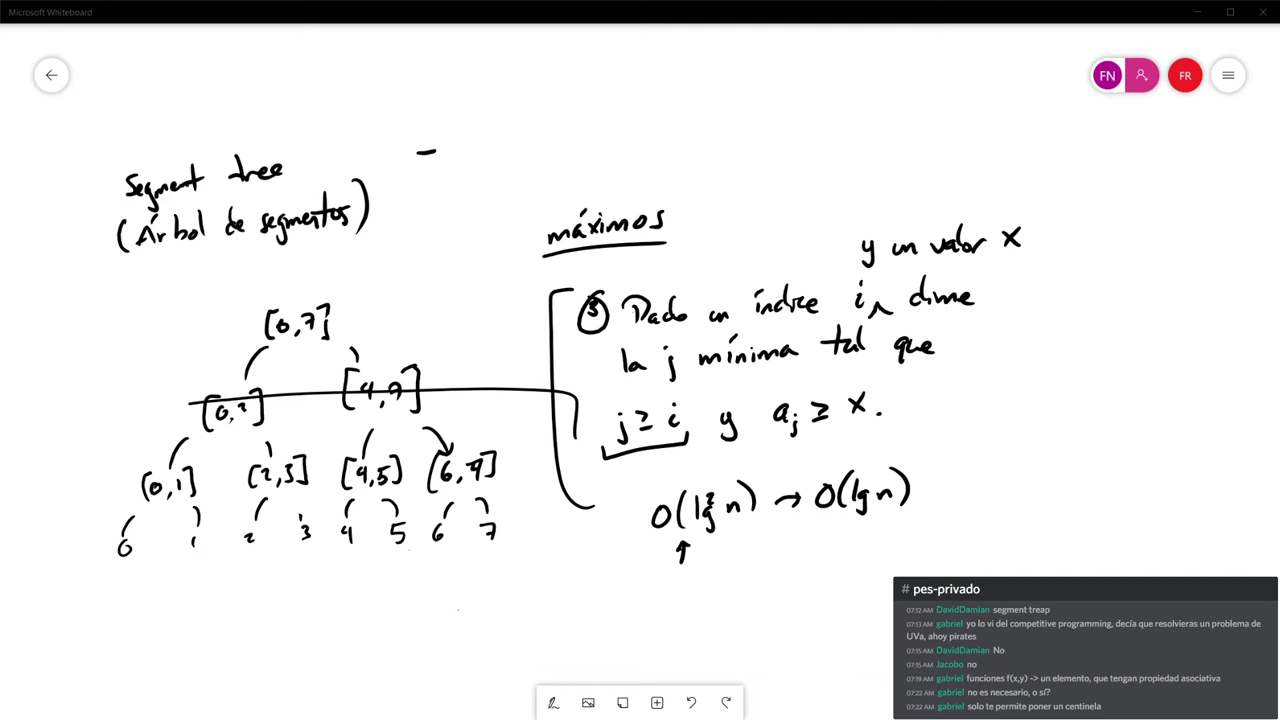 Microsoft Whiteboard
FN
FR
Segment tree
(Árbol de segmentos)
máximos
y un valor x
③ Dado un índice i, dime
la j mínima tal que
j ≥ i y aj ≥ x.
O(lg² n) → O(lg n)
[0,7]
[0,3] [4,7]
[0,1] [2,3] [4,5] [6,7]
0 1 2 3 4 5 6 7
# pes-privado
07:12 AM DavidDamian segment treap
07:13 AM gabriel yo lo vi del competitive programming, decía que resolvieras un problema de
UVa, ahoy pirates
07:15 AM DavidDamian No
07:15 AM Jacobo no
07:19 AM gabriel funciones f(x,y) -> un elemento, que tengan propiedad asociativa
07:22 AM gabriel no es necesario, o sí?
07:22 AM gabriel solo te permite poner un centinela